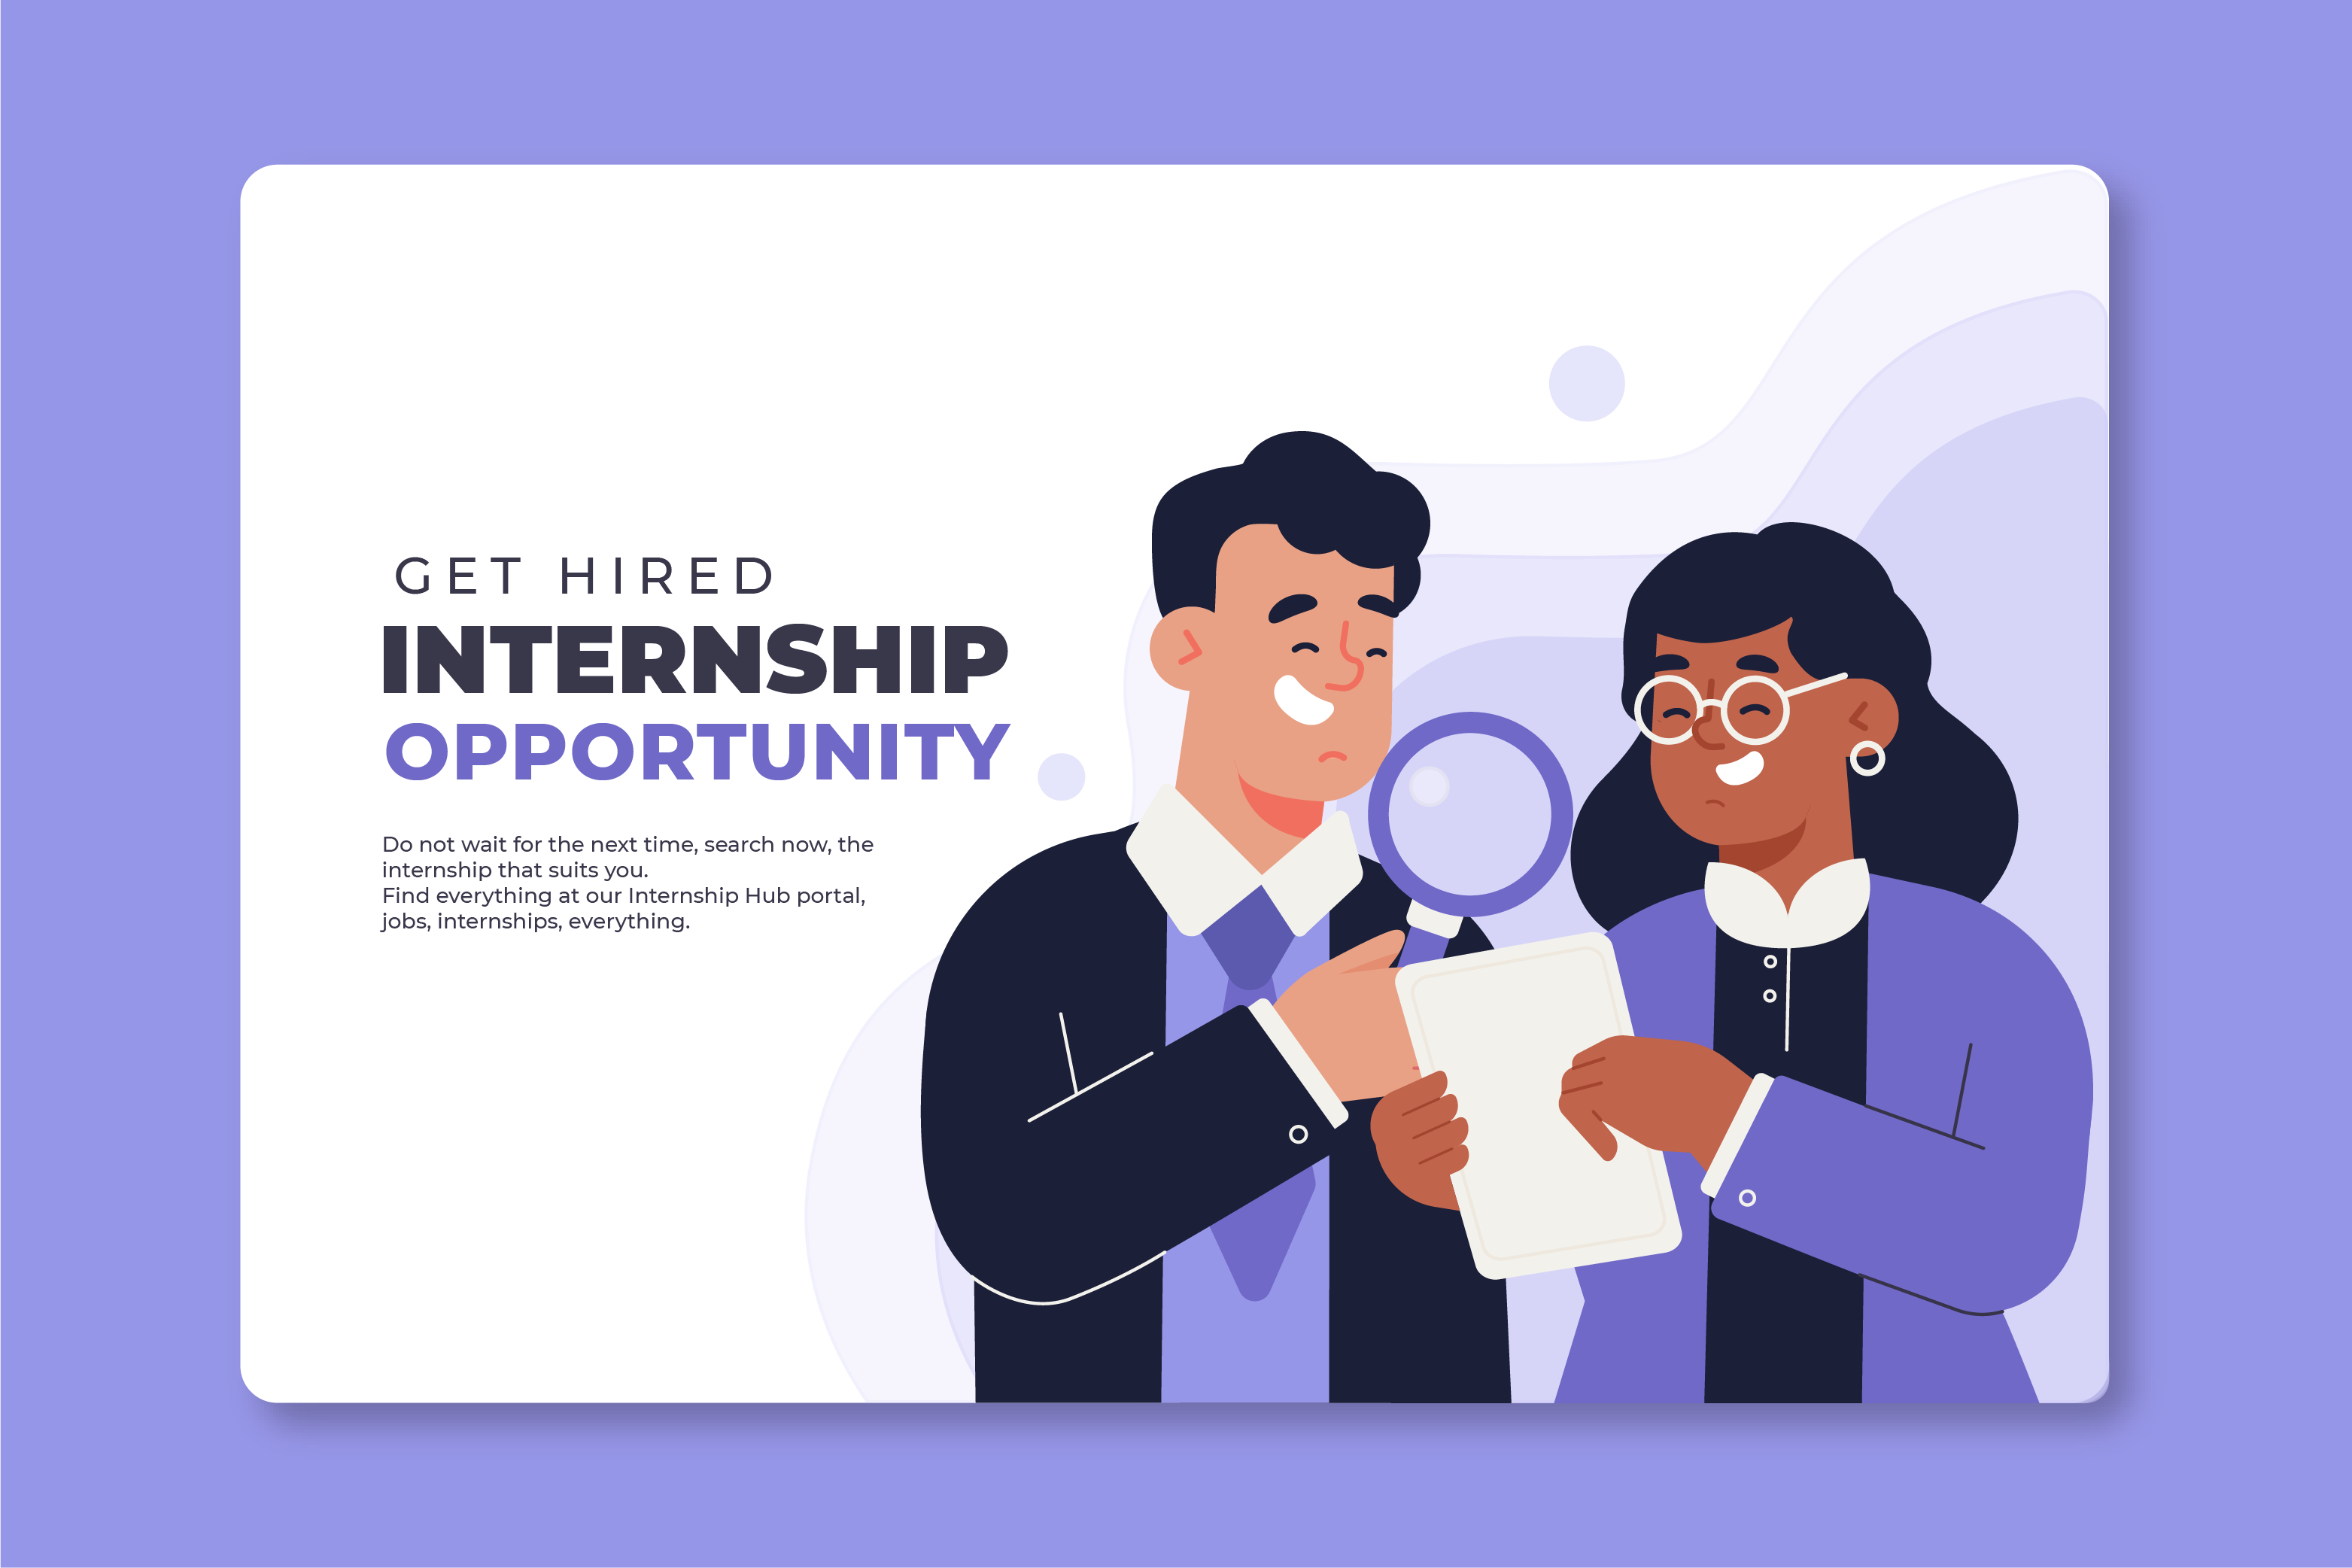 GET HIRED
INTERNSHIP
OPPORTUNITY
Do not wait for the next time, search now, the
internship that suits you.
Find everything at our Internship Hub portal,
jobs, internships, everything.